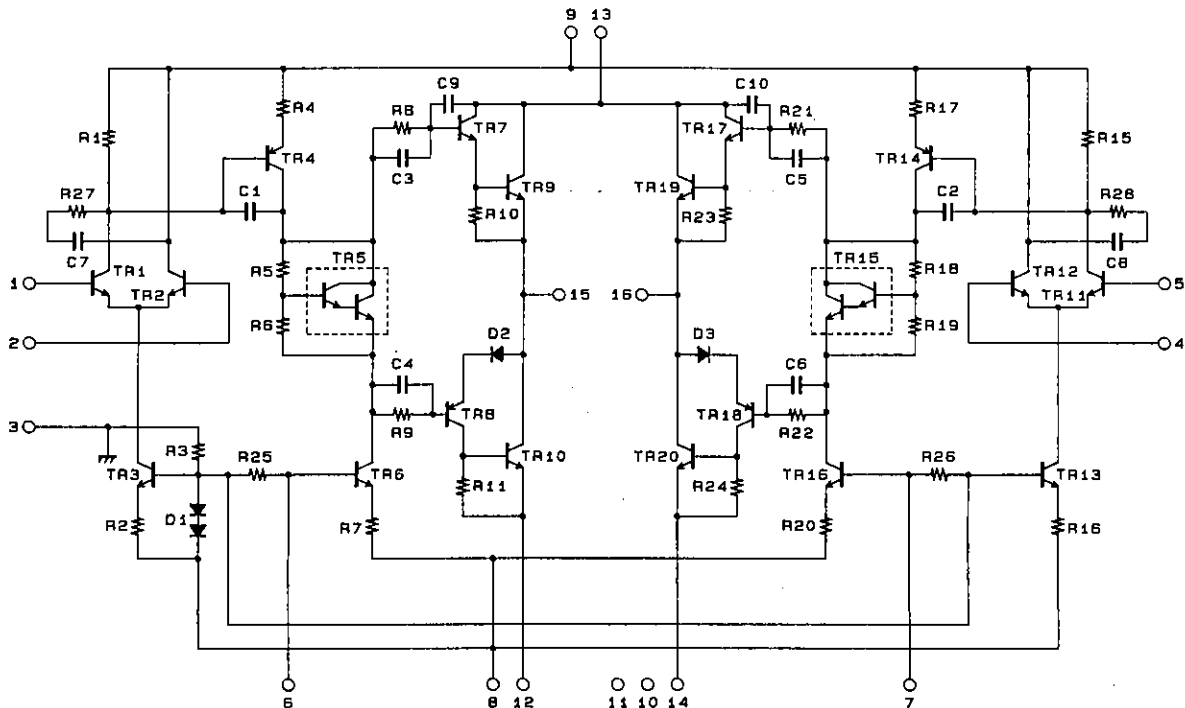 9 13
C9
C10
R4
R8
R21
R17
R1
TR7
TR17
R15
TR4
TR14
C3
C5
R27
C1
TR9
TR19
C2
R28
R10
R23
C7
C8
TR1
R5
TR5
TR15
R18
TR12
1
TR2
15
16
TR11
5
R6
R19
2
D2
D3
4
C4
C6
TR8
TR18
3
R9
R22
R3
R25
R26
TR3
TR6
TR10
TR20
TR16
TR13
R11
R24
R2
D1
R7
R20
R16
6
8
12
11
10
14
7